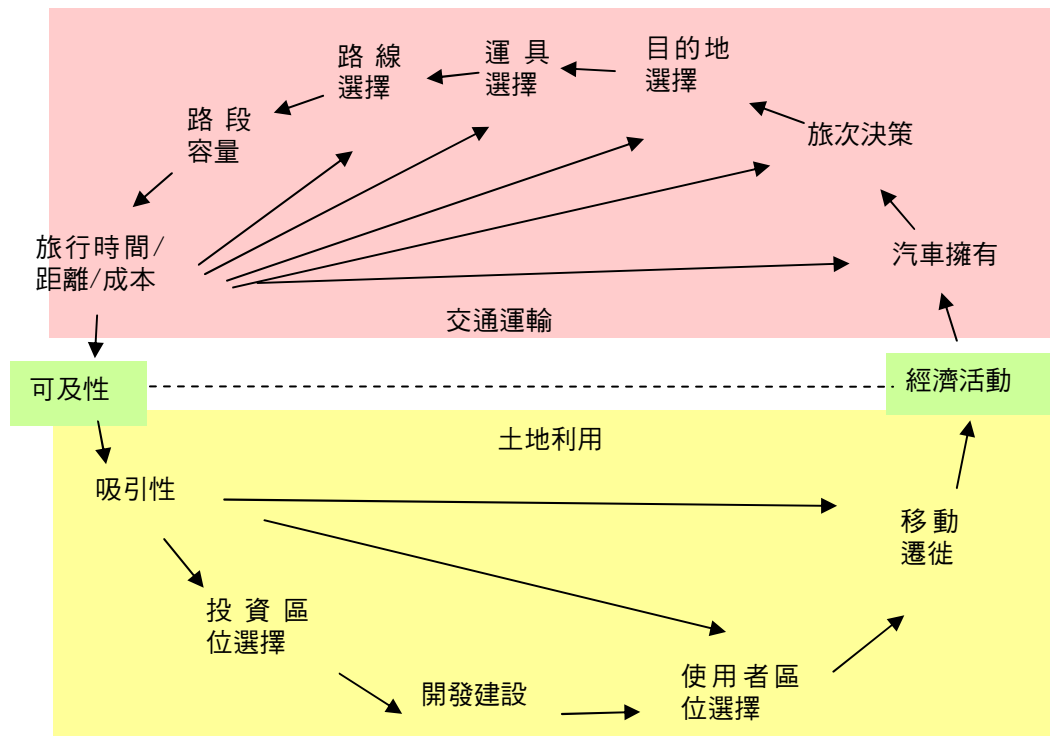 目的地
選擇
運具
選擇
路線
選擇
路段
容量
旅次決策
旅行時間/
距離/成本
汽車擁有
交通運輸
可及性
經濟活動
土地利用
吸引性
移動
遷徙
投資區
位選擇
開發建設
使用者區
位選擇